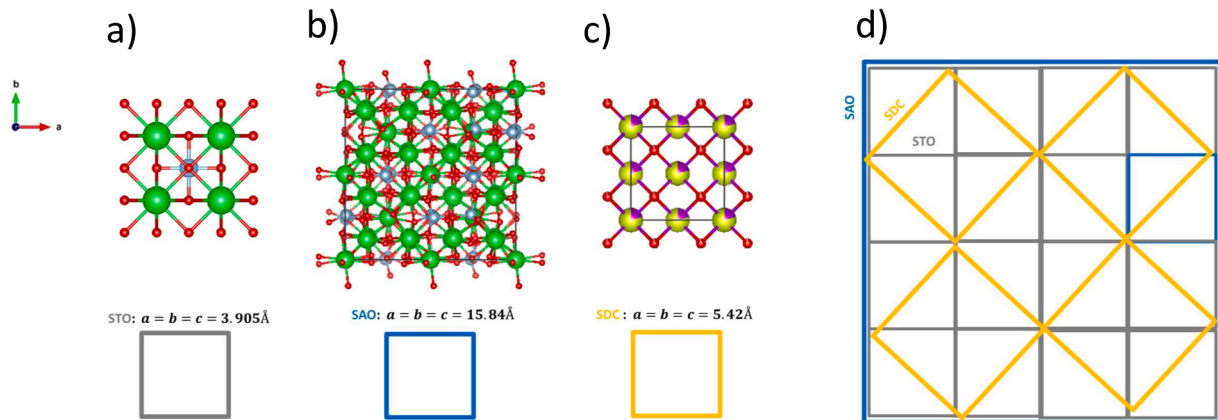 a)
b)
c)
d)
b
a
SAO
SDC
STO
STO: a = b = c = 3.905Å
SAO: a = b = c = 15.84Å
SDC : a = b = c = 5.42Å